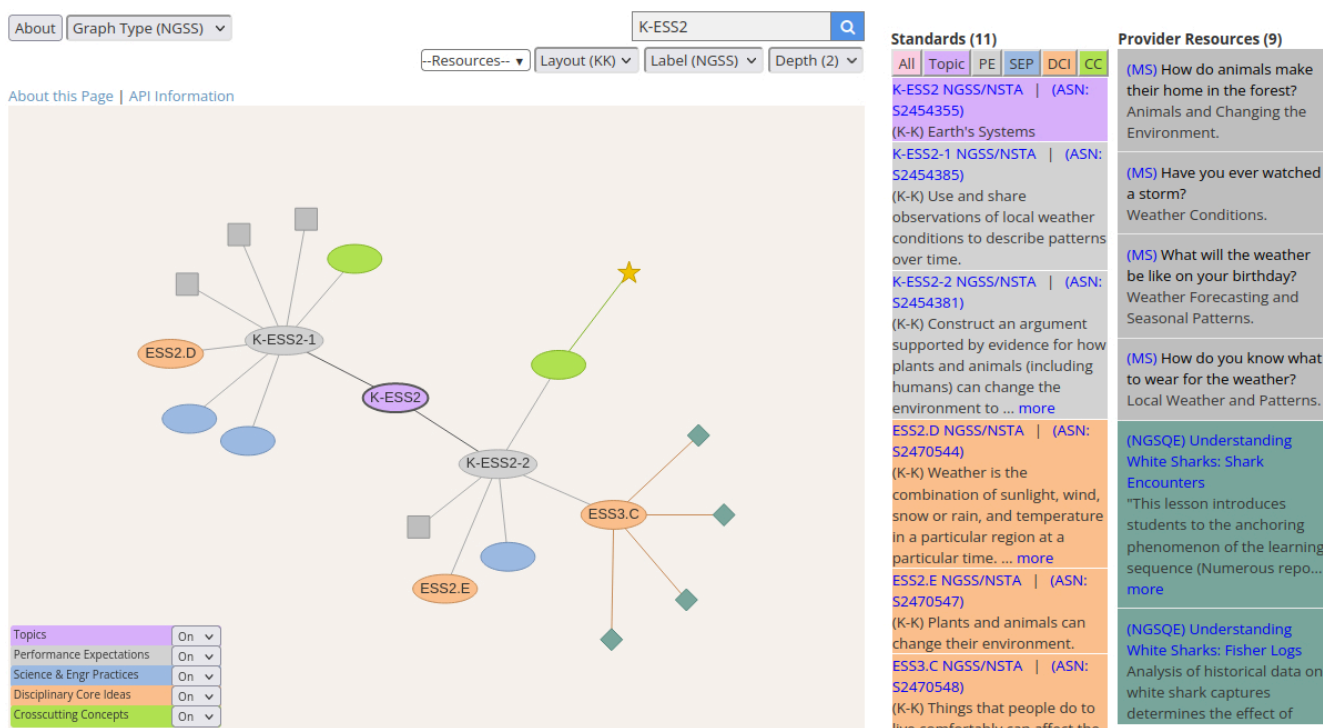 About
Graph Type (NGSS)
K-ESS2
--Resources-- ▾
Layout (KK)
Label (NGSS)
Depth (2)
About this Page | API Information
K-ESS2-1
ESS2.D
K-ESS2
K-ESS2-2
ESS3.C
ESS2.E
Topics
On
Performance Expectations
On
Science & Engr Practices
On
Disciplinary Core Ideas
On
Crosscutting Concepts
On
Standards (11)
All
Topic
PE
SEP
DCI
CC
K-ESS2 NGSS/NSTA | (ASN:
S2454355)
(K-K) Earth's Systems
K-ESS2-1 NGSS/NSTA | (ASN:
S2454385)
(K-K) Use and share
observations of local weather
conditions to describe patterns
over time.
K-ESS2-2 NGSS/NSTA | (ASN:
S2454381)
(K-K) Construct an argument
supported by evidence for how
plants and animals (including
humans) can change the
environment to ... more
ESS2.D NGSS/NSTA | (ASN:
S2470544)
(K-K) Weather is the
combination of sunlight, wind,
snow or rain, and temperature
in a particular region at a
particular time. ... more
ESS2.E NGSS/NSTA | (ASN:
S2470547)
(K-K) Plants and animals can
change their environment.
ESS3.C NGSS/NSTA | (ASN:
S2470548)
(K-K) Things that people do to
live comfortably can affect the
Provider Resources (9)
(MS) How do animals make
their home in the forest?
Animals and Changing the
Environment.
(MS) Have you ever watched
a storm?
Weather Conditions.
(MS) What will the weather
be like on your birthday?
Weather Forecasting and
Seasonal Patterns.
(MS) How do you know what
to wear for the weather?
Local Weather and Patterns.
(NGSQE) Understanding
White Sharks: Shark
Encounters
"This lesson introduces
students to the anchoring
phenomenon of the learning
sequence (Numerous repo...
more
(NGSQE) Understanding
White Sharks: Fisher Logs
Analysis of historical data on
white shark captures
determines the effect of